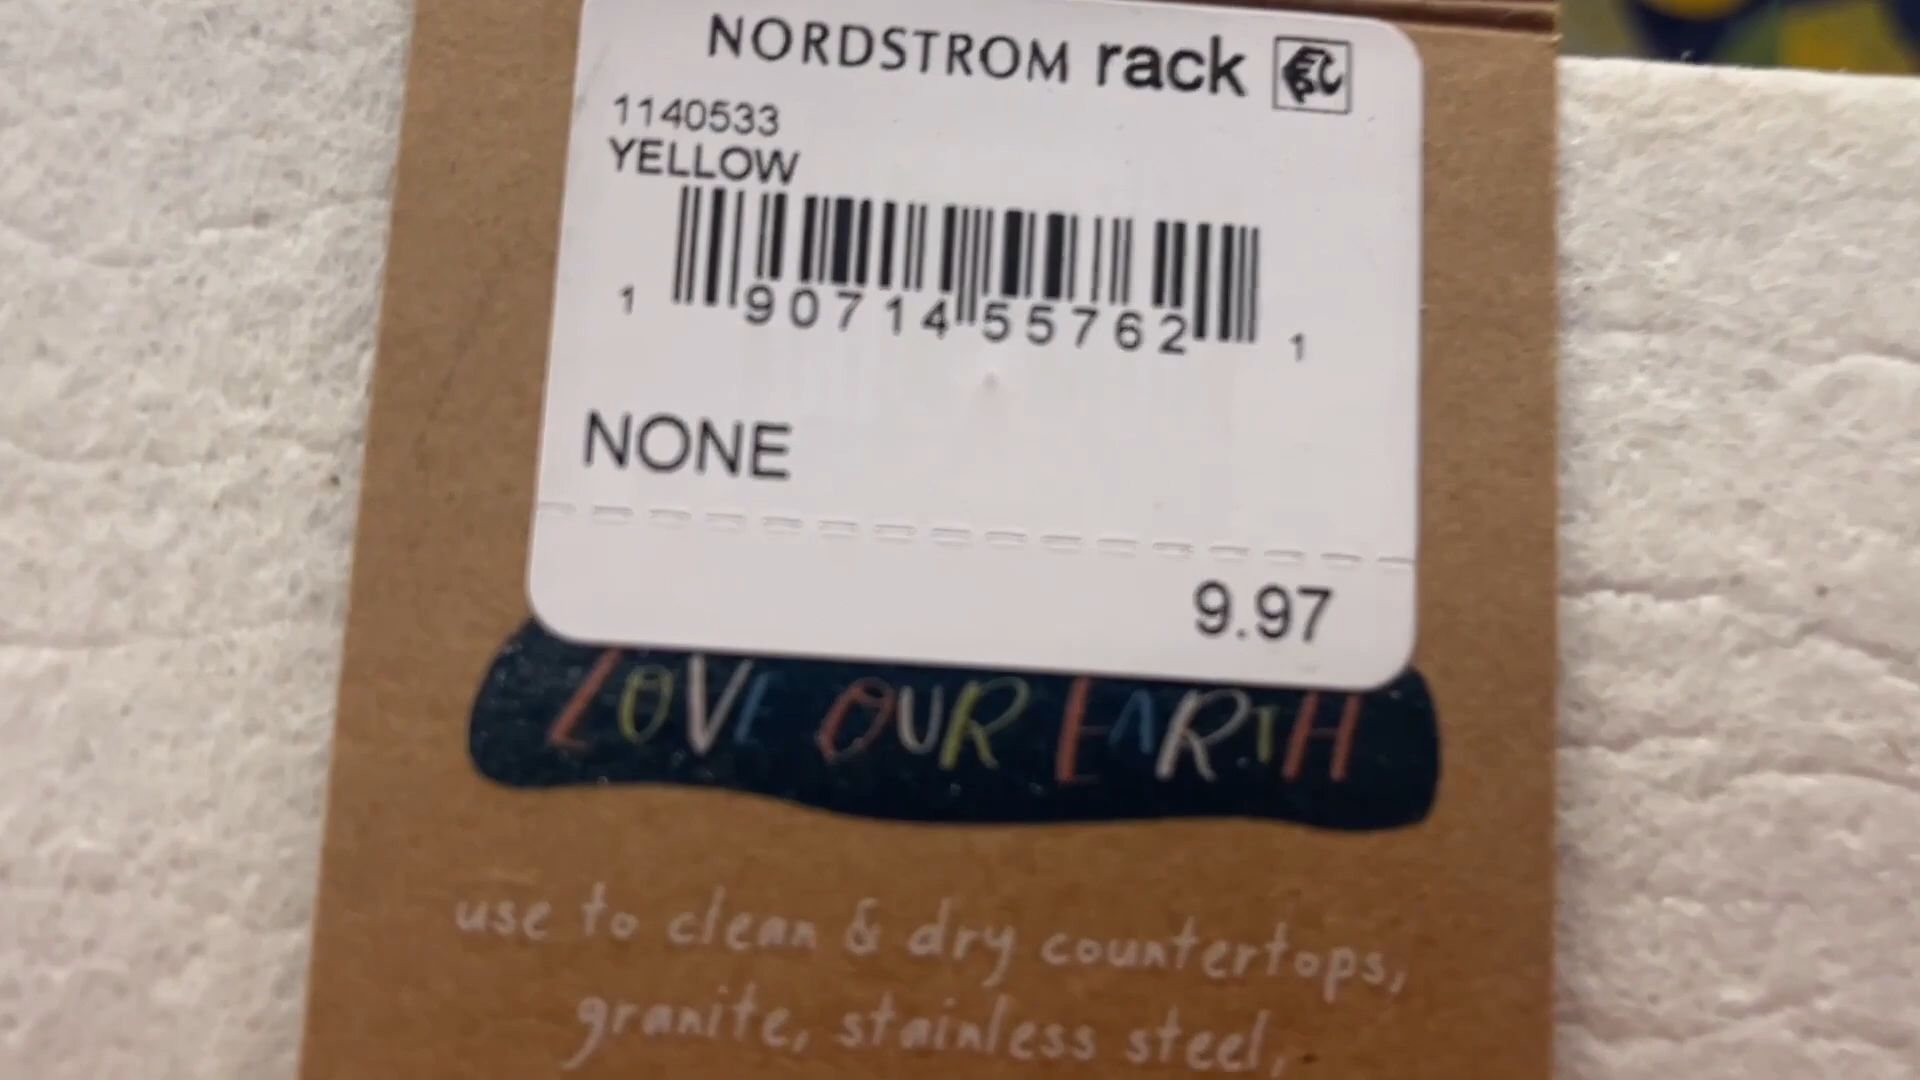 NORDSTROM rack
1140533
YELLOW
1 90714 55762 1
NONE
9.97
LOVE OUR EARTH
use to clean & dry countertops,
granite, stainless steel,